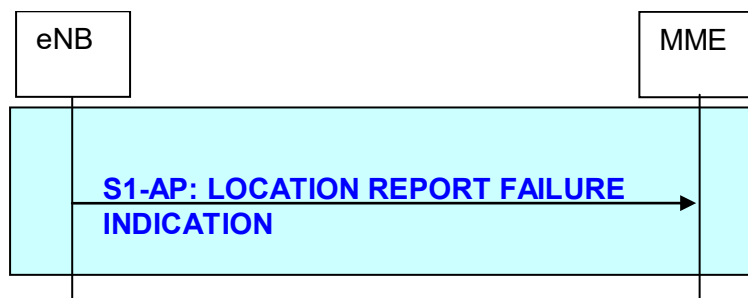 eNB
MME
S1-AP: LOCATION REPORT FAILURE
INDICATION